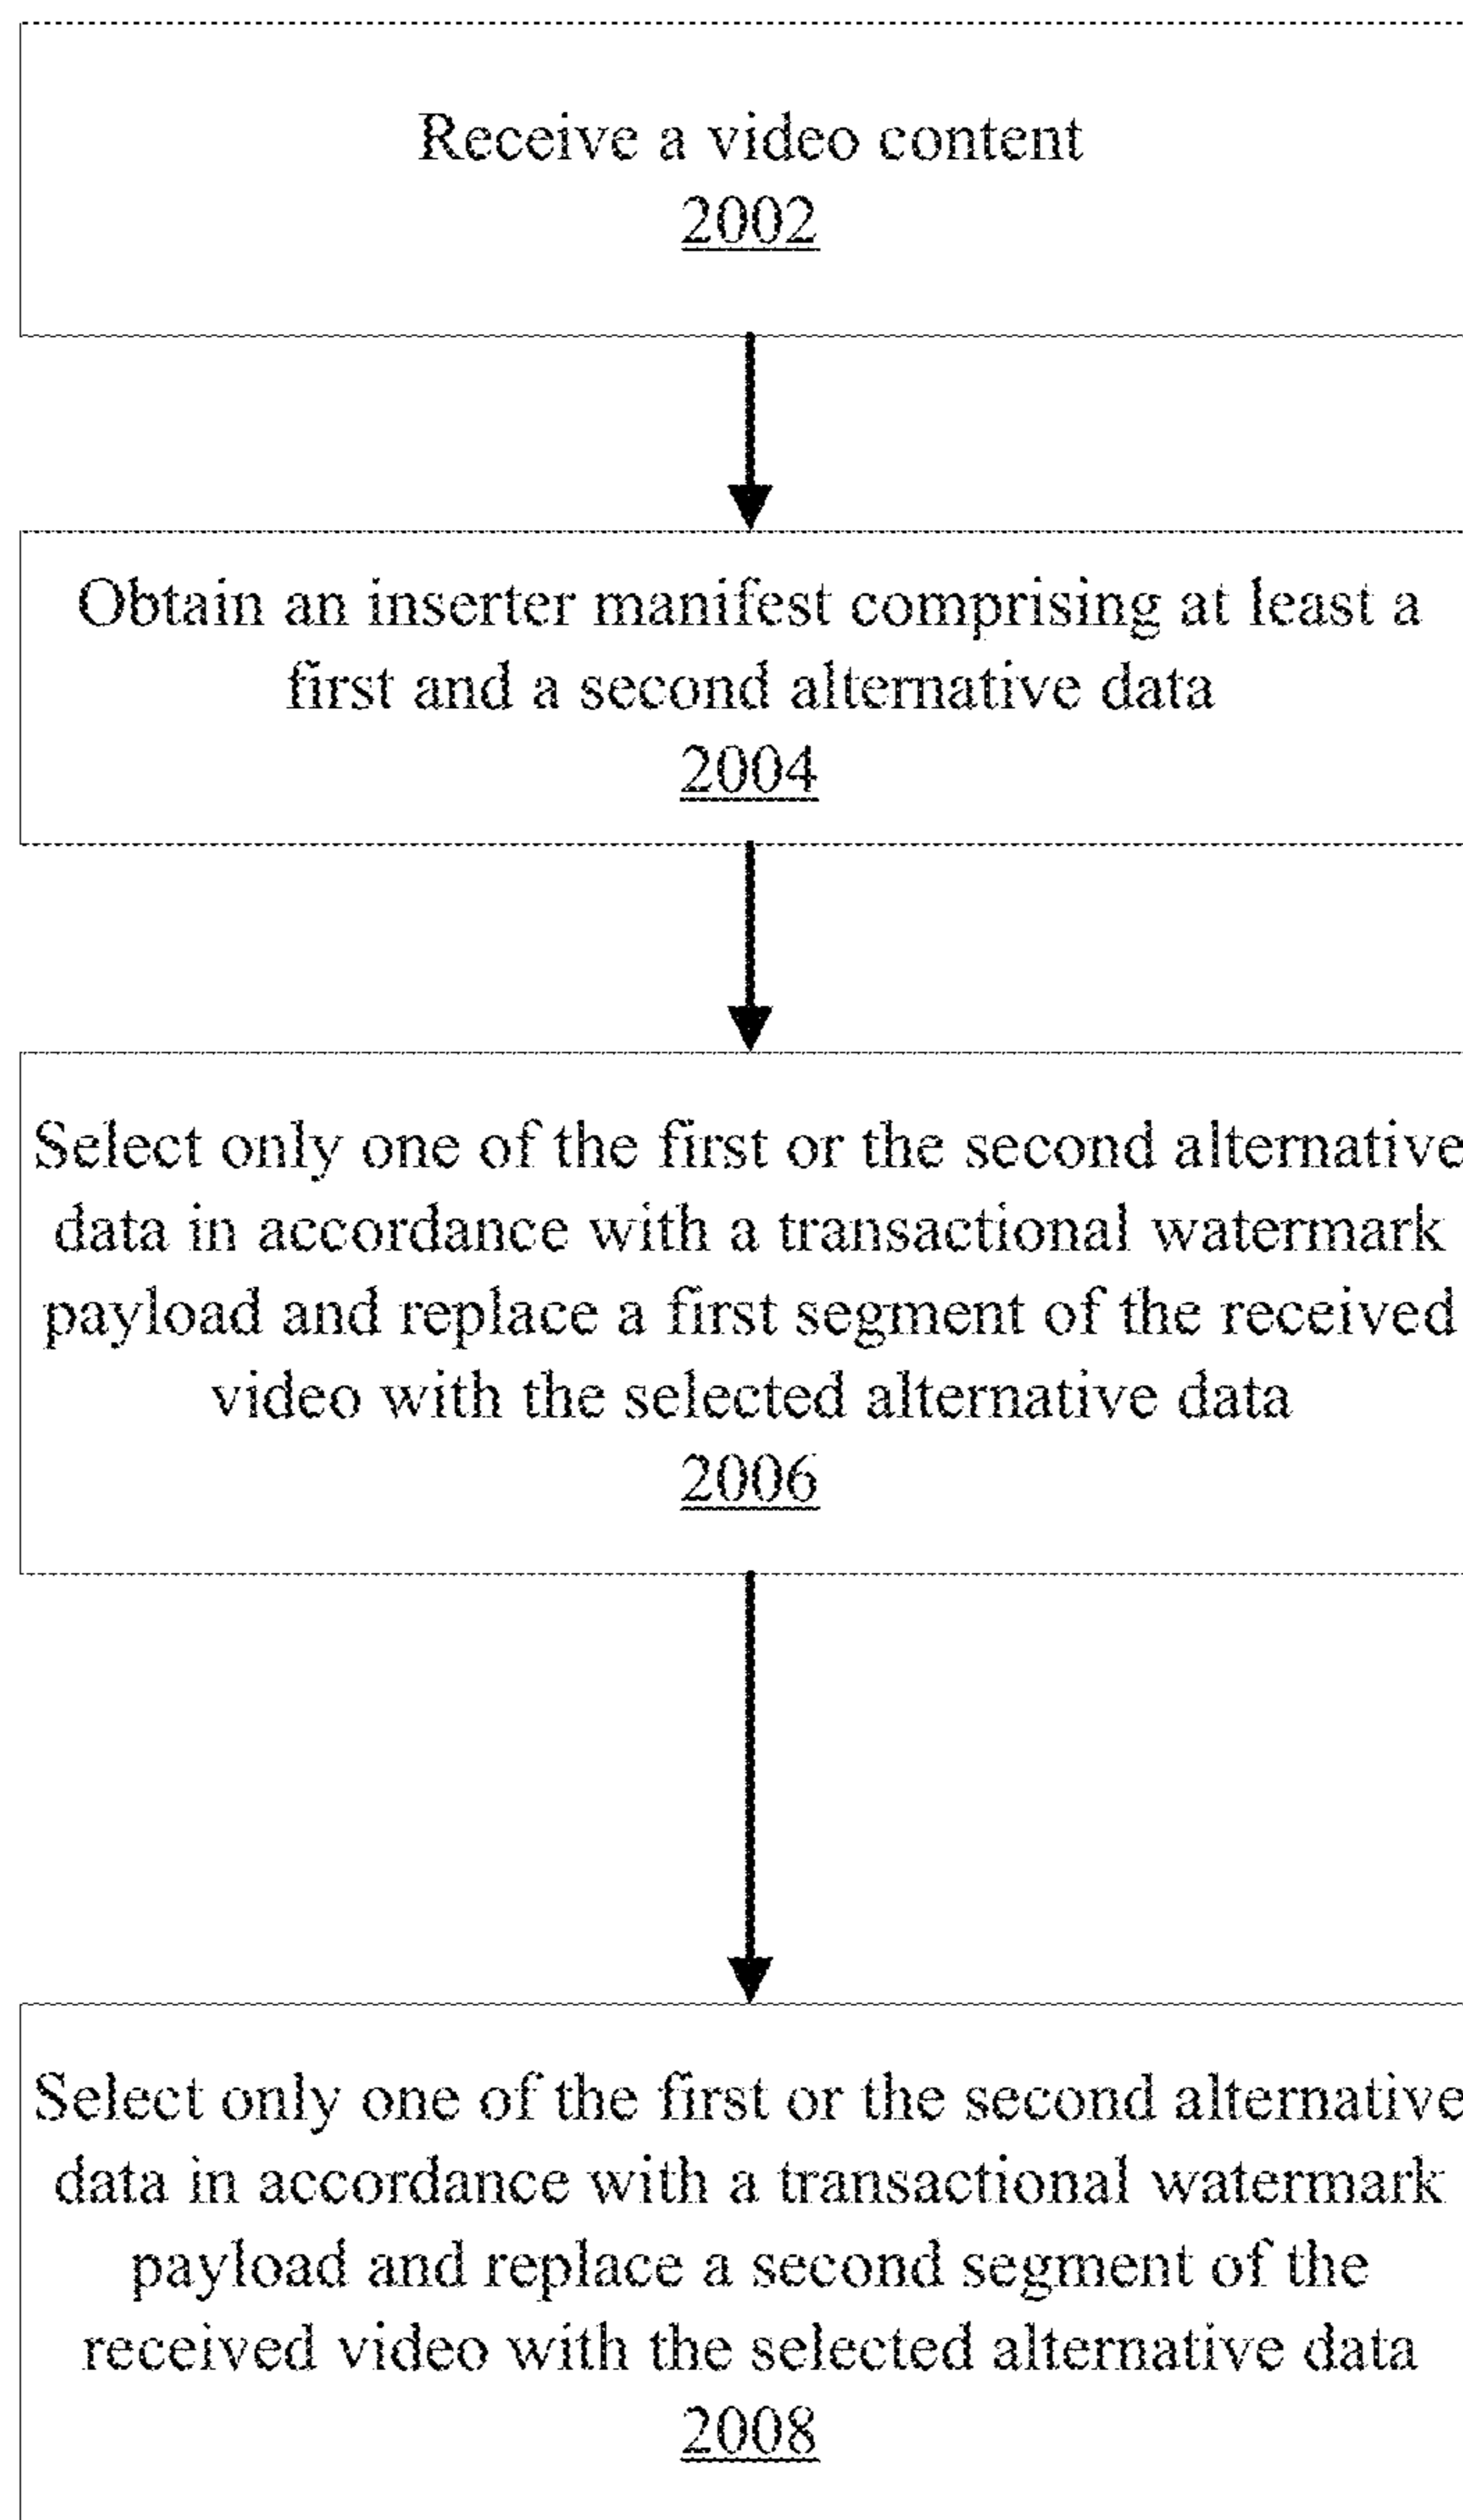 Receive a video content
2002
Obtain an inserter manifest comprising at least a
first and a second alternative data
2004
Select only one of the first or the second alternative
data in accordance with a transactional watermark
payload and replace a first segment of the received
video with the selected alternative data
2006
Select only one of the first or the second alternative
data in accordance with a transactional watermark
payload and replace a second segment of the
received video with the selected alternative data
2008